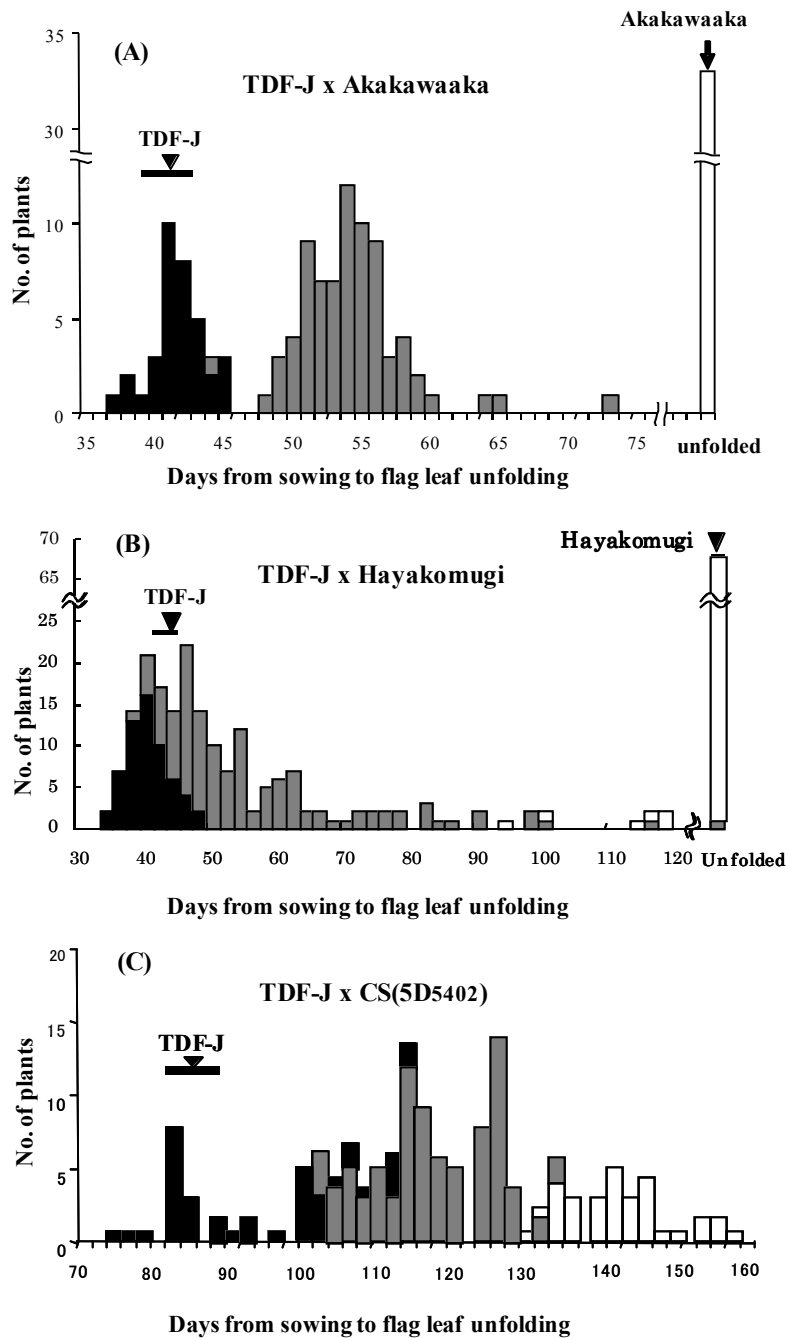 35
(A)
Akakawaaka
TDF-J x Akakawaaka
30
TDF-J
No. of plants
10
5
0
35 40 45 50 55 60 65 70 75 unfolded
Days from sowing to flag leaf unfolding
70
(B)
Hayakomugi
65
TDF-J x Hayakomugi
TDF-J
25
20
15
10
5
0
No. of plants
30 40 50 60 70 80 90 100 110 120 Unfolded
Days from sowing to flag leaf unfolding
20
(C)
TDF-J x CS(5D5402)
15
TDF-J
10
No. of plants
5
0
70 80 90 100 110 120 130 140 150 160
Days from sowing to flag leaf unfolding